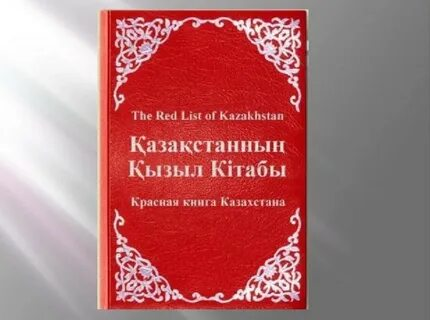 The Red List of Kazakhstan
Қазақстанның
Қызыл Кітабы
Красная книга Казахстана